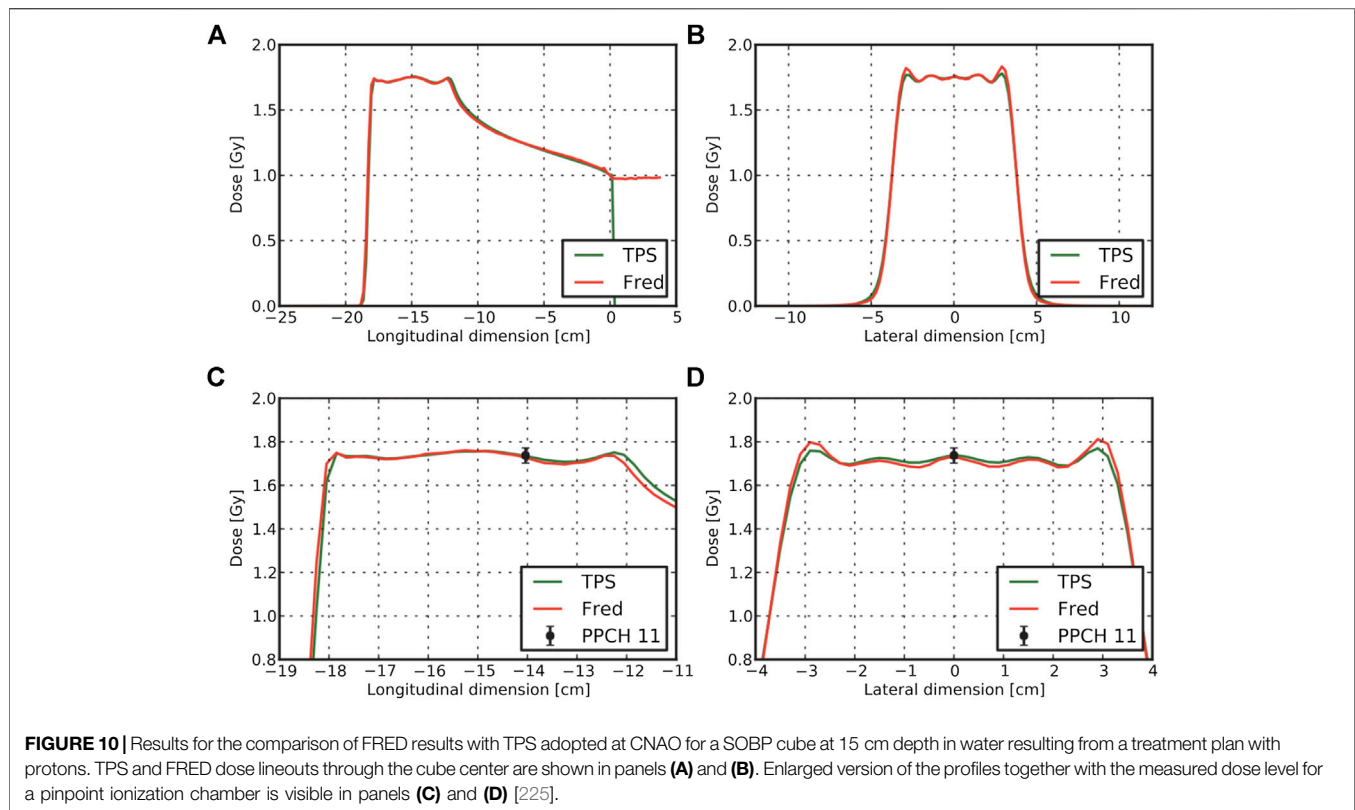 A
2.0
1.5
1.0
0.5
0.0
Dose [Gy]
−25 −20 −15 −10 −5 0 5
Longitudinal dimension [cm]
TPS
Fred
B
2.0
1.5
1.0
0.5
0.0
Dose [Gy]
−10 −5 0 5 10
Lateral dimension [cm]
TPS
Fred
C
2.0
1.8
1.6
1.4
1.2
1.0
0.8
Dose [Gy]
−19 −18 −17 −16 −15 −14 −13 −12 −11
Longitudinal dimension [cm]
TPS
Fred
PPCH 11
D
2.0
1.8
1.6
1.4
1.2
1.0
0.8
Dose [Gy]
−4 −3 −2 −1 0 1 2 3 4
Lateral dimension [cm]
TPS
Fred
PPCH 11
FIGURE 10 | Results for the comparison of FRED results with TPS adopted at CNAO for a SOBP cube at 15 cm depth in water resulting from a treatment plan with
protons. TPS and FRED dose lineouts through the cube center are shown in panels (A) and (B). Enlarged version of the profiles together with the measured dose level for
a pinpoint ionization chamber is visible in panels (C) and (D) [225].